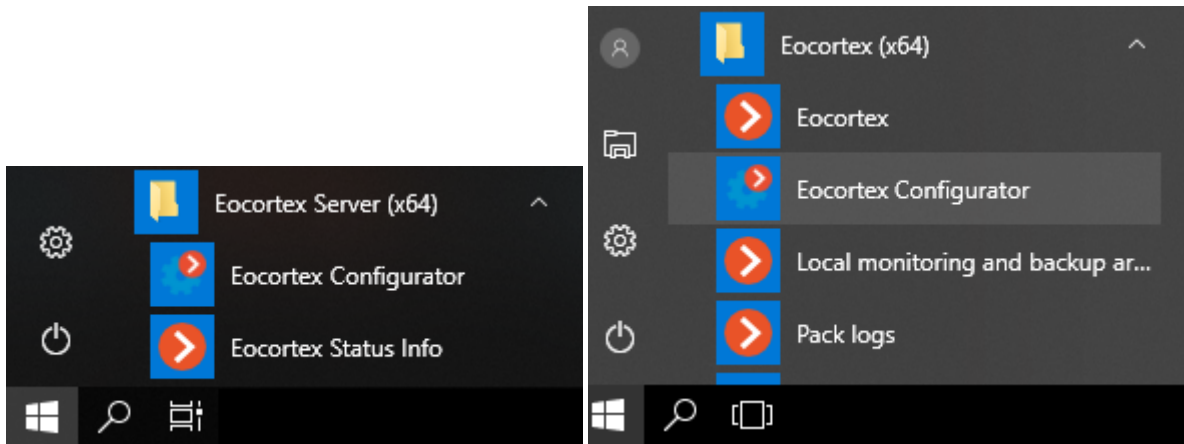 Eocortex Server (x64)
Eocortex Configurator
Eocortex Status Info
Eocortex (x64)
Eocortex
Eocortex Configurator
Local monitoring and backup ar...
Pack logs